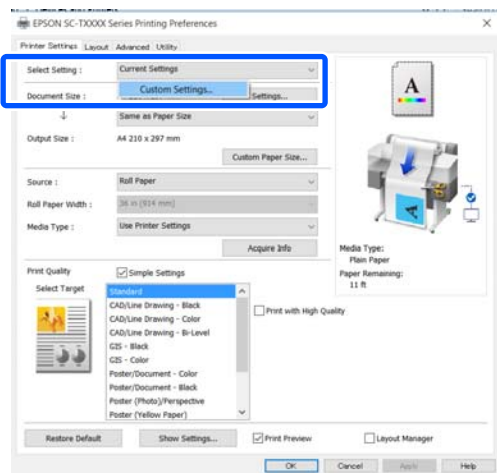 EPSON SC-TXXXX Series Printing Preferences
Printer Settings Layout Advanced Utility
Select Setting : Current Settings
Custom Settings...
Document Size : Settings...
Same as Paper Size
Output Size : A4 210 x 297 mm
Custom Paper Size...
Source : Roll Paper
Roll Paper Width : 36 in (914 mm)
Media Type : Use Printer Settings
Acquire Info
Media Type:
Plain Paper
Paper Remaining:
11 ft
Print Quality Simple Settings
Select Target
Standard
CAD/Line Drawing - Black
CAD/Line Drawing - Color
CAD/Line Drawing - Bi-Level
GIS - Black
GIS - Color
Poster/Document - Color
Poster/Document - Black
Poster (Photo)/Perspective
Poster (Yellow Paper)
Print with High Quality
A
A
Restore Default Show Settings... Print Preview Layout Manager
OK Cancel Apply Help